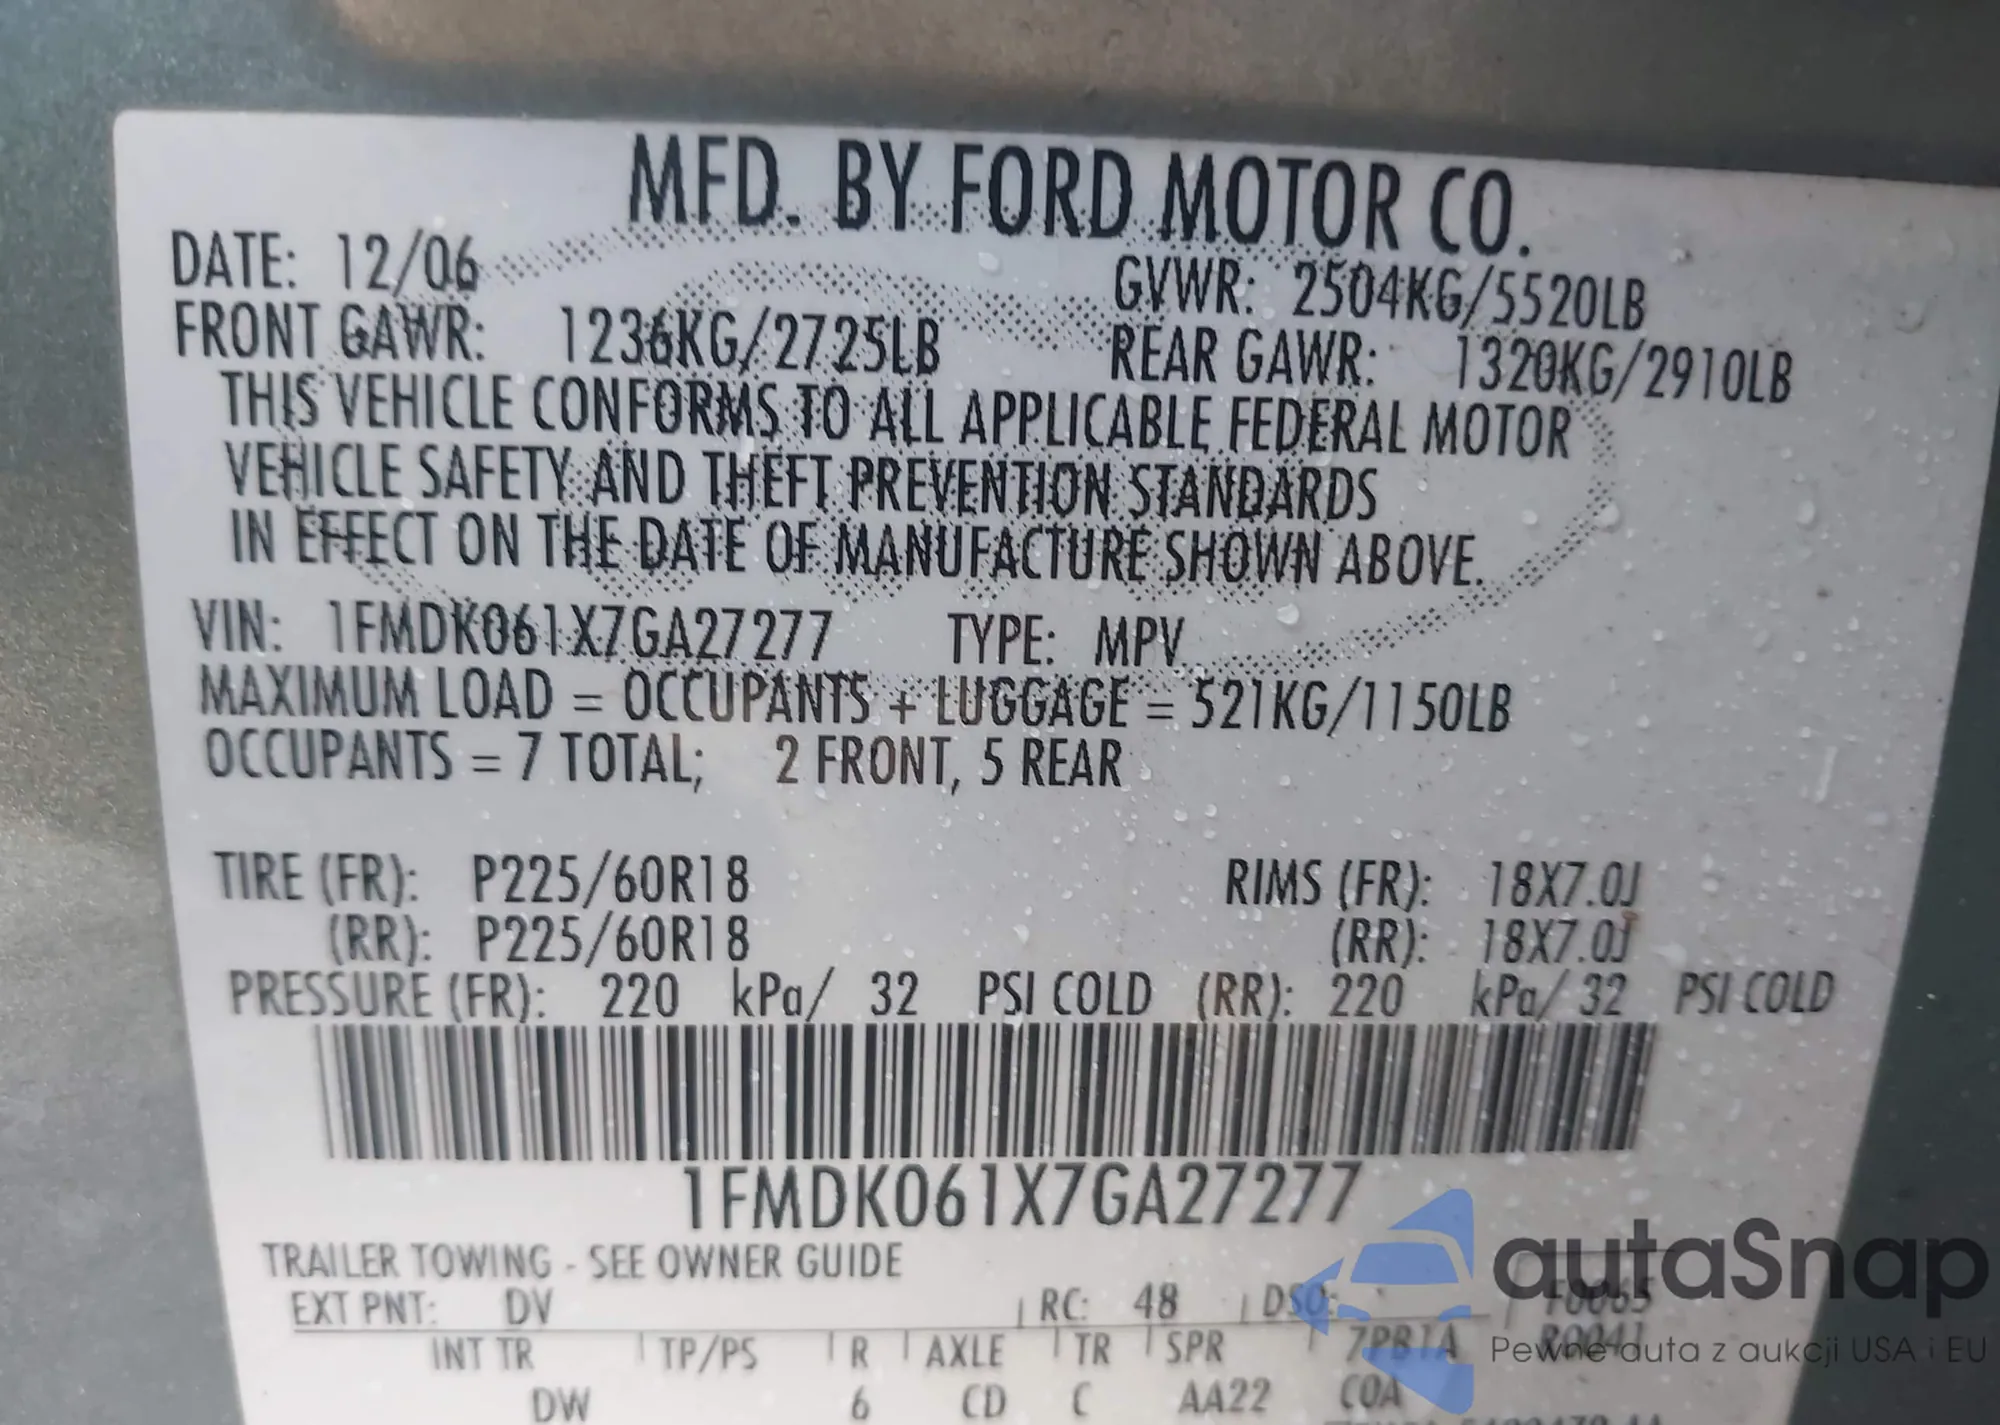 MFD. BY FORD MOTOR CO.
DATE: 12/06 GVWR: 2504KG/5520LB
FRONT GAWR: 1236KG/2725LB REAR GAWR: 1320KG/2910LB
THIS VEHICLE CONFORMS TO ALL APPLICABLE FEDERAL MOTOR
VEHICLE SAFETY AND THEFT PREVENTION STANDARDS
IN EFFECT ON THE DATE OF MANUFACTURE SHOWN ABOVE.
VIN: 1FMDK061X7GA27277 TYPE: MPV
MAXIMUM LOAD = OCCUPANTS + LUGGAGE = 521KG/1150LB
OCCUPANTS = 7 TOTAL; 2 FRONT, 5 REAR
TIRE (FR): P225/60R18 RIMS (FR): 18X7.0J
(RR): P225/60R18 (RR): 18X7.0J
PRESSURE (FR): 220 kPa/ 32 PSI COLD (RR): 220 kPa/ 32 PSI COLD
1FMDK061X7GA27277
TRAILER TOWING - SEE OWNER GUIDE
EXT PNT: DV RC: 48 DSO: F0065
INT TR TP/PS R AXLE TR SPR 7PB1A R0041
DW 6 CD C AA22 COA
autaSnap
Pewne auta z aukcji USA i EU